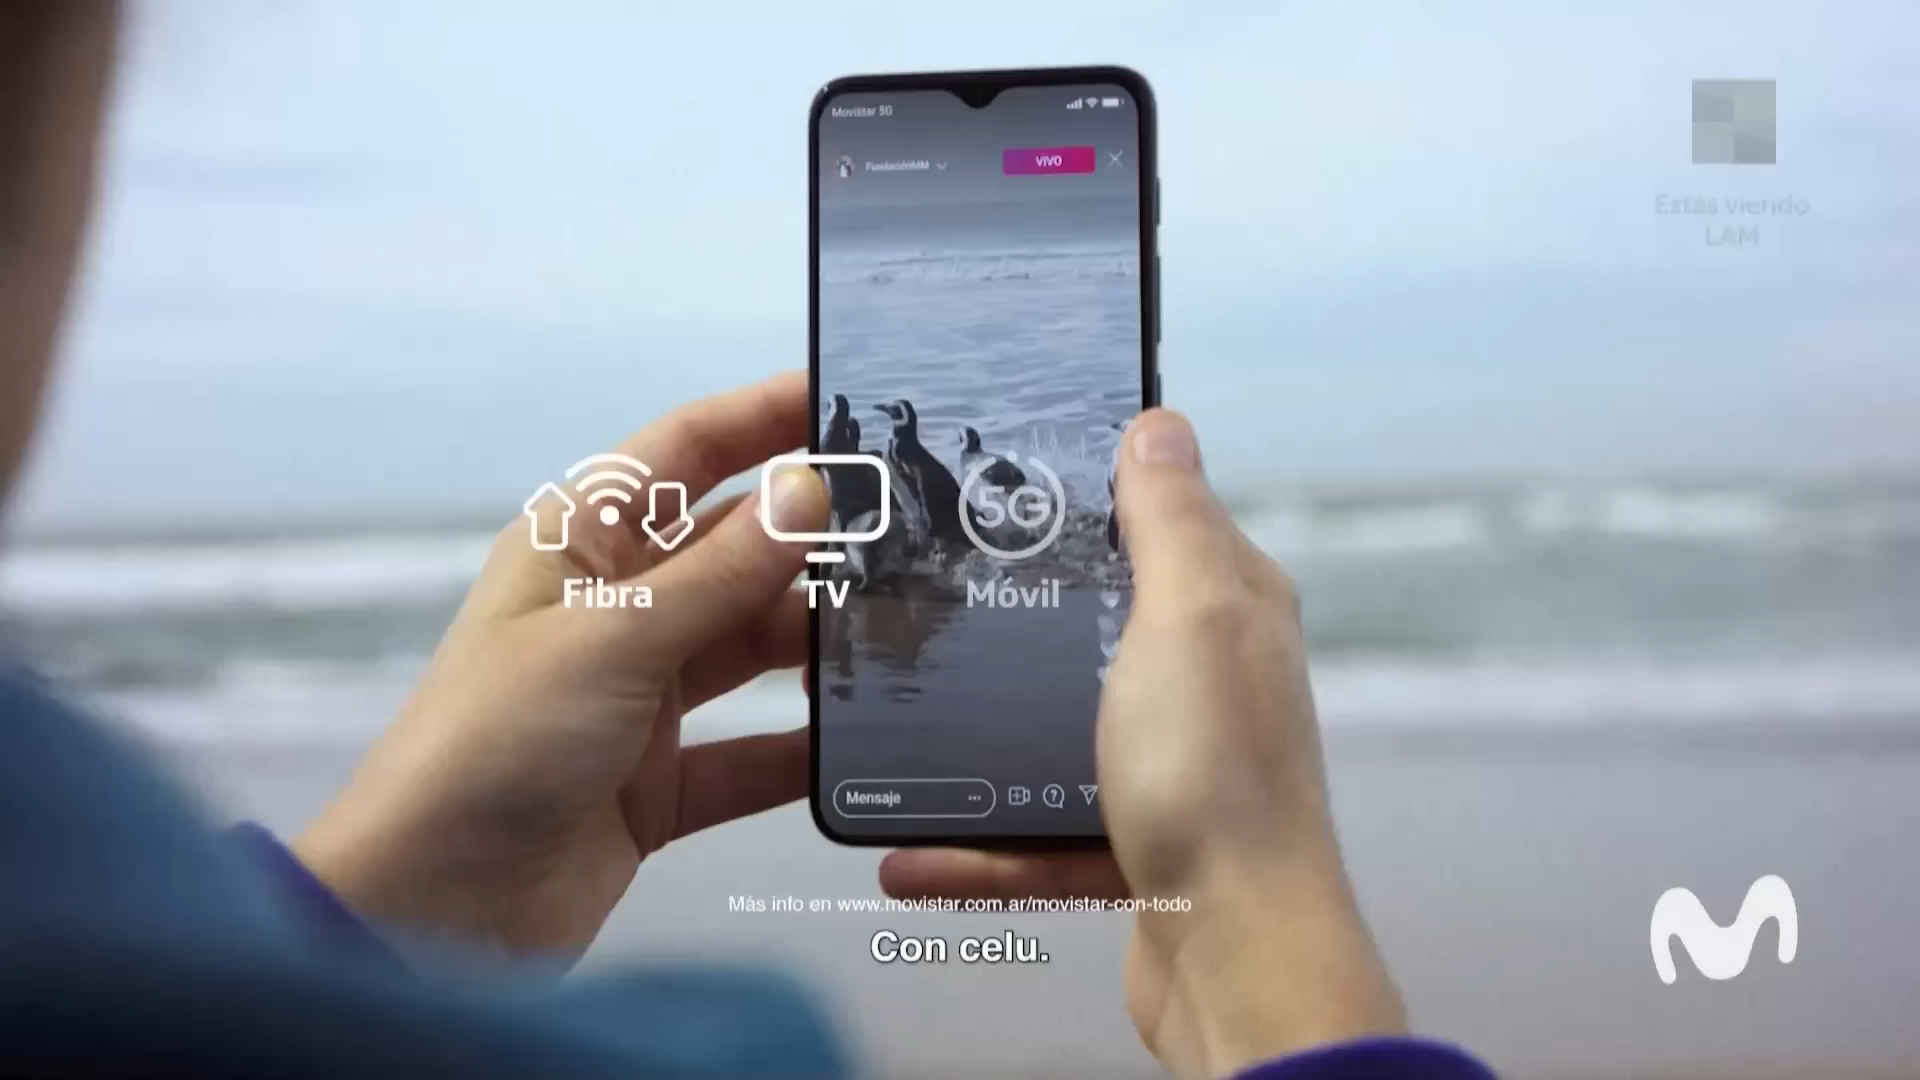 Movistar 5G
FundaciónMM
VIVO
Estás viendo
LAM
5G
Fibra
TV
Móvil
Mensaje
Más info en www.movistar.com.ar/movistar-con-todo
Con celu.